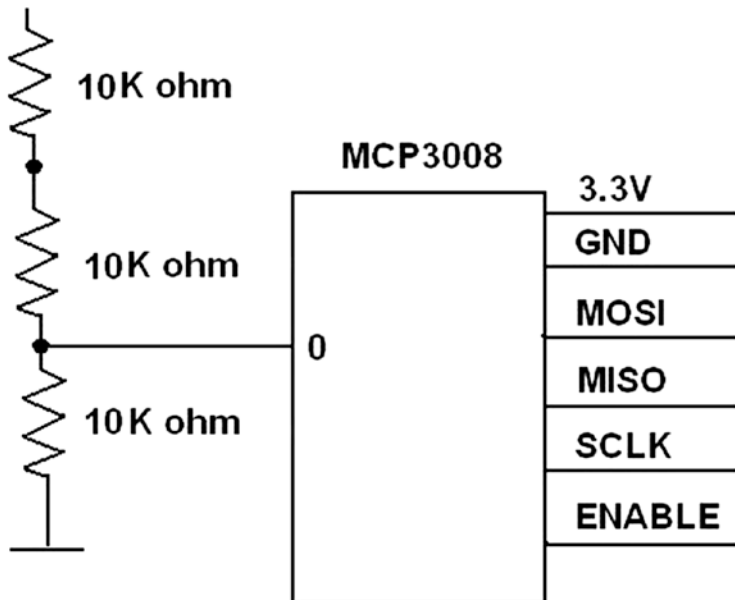 10K ohm
MCP3008
3.3V
GND
10K ohm
MOSI
0
MISO
10K ohm
SCLK
ENABLE